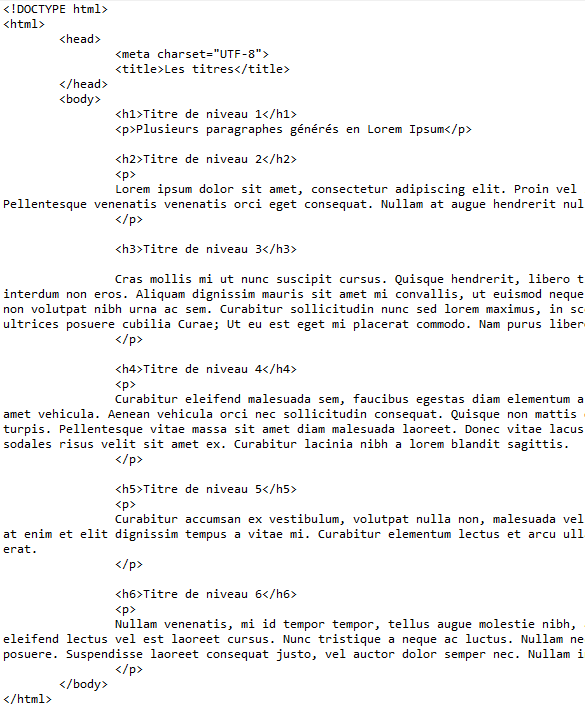 <!DOCTYPE html>
<html>
<head>
<meta charset="UTF-8">
<title>Les titres</title>
</head>
<body>
<h1>Titre de niveau 1</h1>
<p>Plusieurs paragraphes générés en Lorem Ipsum</p>
<h2>Titre de niveau 2</h2>
<p>
Lorem ipsum dolor sit amet, consectetur adipiscing elit. Proin vel
Pellentesque venenatis venenatis orci eget consequat. Nullam at augue hendrerit nul
</p>
<h3>Titre de niveau 3</h3>
Cras mollis mi ut nunc suscipit cursus. Quisque hendrerit, libero t
interdum non eros. Aliquam dignissim mauris sit amet mi convallis, ut euismod neque
non volutpat nibh urna ac sem. Curabitur sollicitudin nunc sed lorem maximus, in sc
ultrices posuere cubilia Curae; Ut eu est eget mi placerat commodo. Nam purus liber
</p>
<h4>Titre de niveau 4</h4>
<p>
Curabitur eleifend malesuada sem, faucibus egestas diam elementum a
amet vehicula. Aenean vehicula orci nec sollicitudin consequat. Quisque non mattis
turpis. Pellentesque vitae massa sit amet diam malesuada laoreet. Donec vitae lacus
sodales risus velit sit amet ex. Curabitur lacinia nibh a lorem blandit sagittis.
</p>
<h5>Titre de niveau 5</h5>
<p>
Curabitur accumsan ex vestibulum, volutpat nulla non, malesuada vel
at enim et elit dignissim tempus a vitae mi. Curabitur elementum lectus et arcu ull
erat.
</p>
<h6>Titre de niveau 6</h6>
<p>
Nullam venenatis, mi id tempor tempor, tellus augue molestie nibh,
eleifend lectus vel est laoreet cursus. Nunc tristique a neque ac luctus. Nullam ne
posuere. Suspendisse laoreet consequat justo, vel auctor dolor semper nec. Nullam i
</p>
</body>
</html>